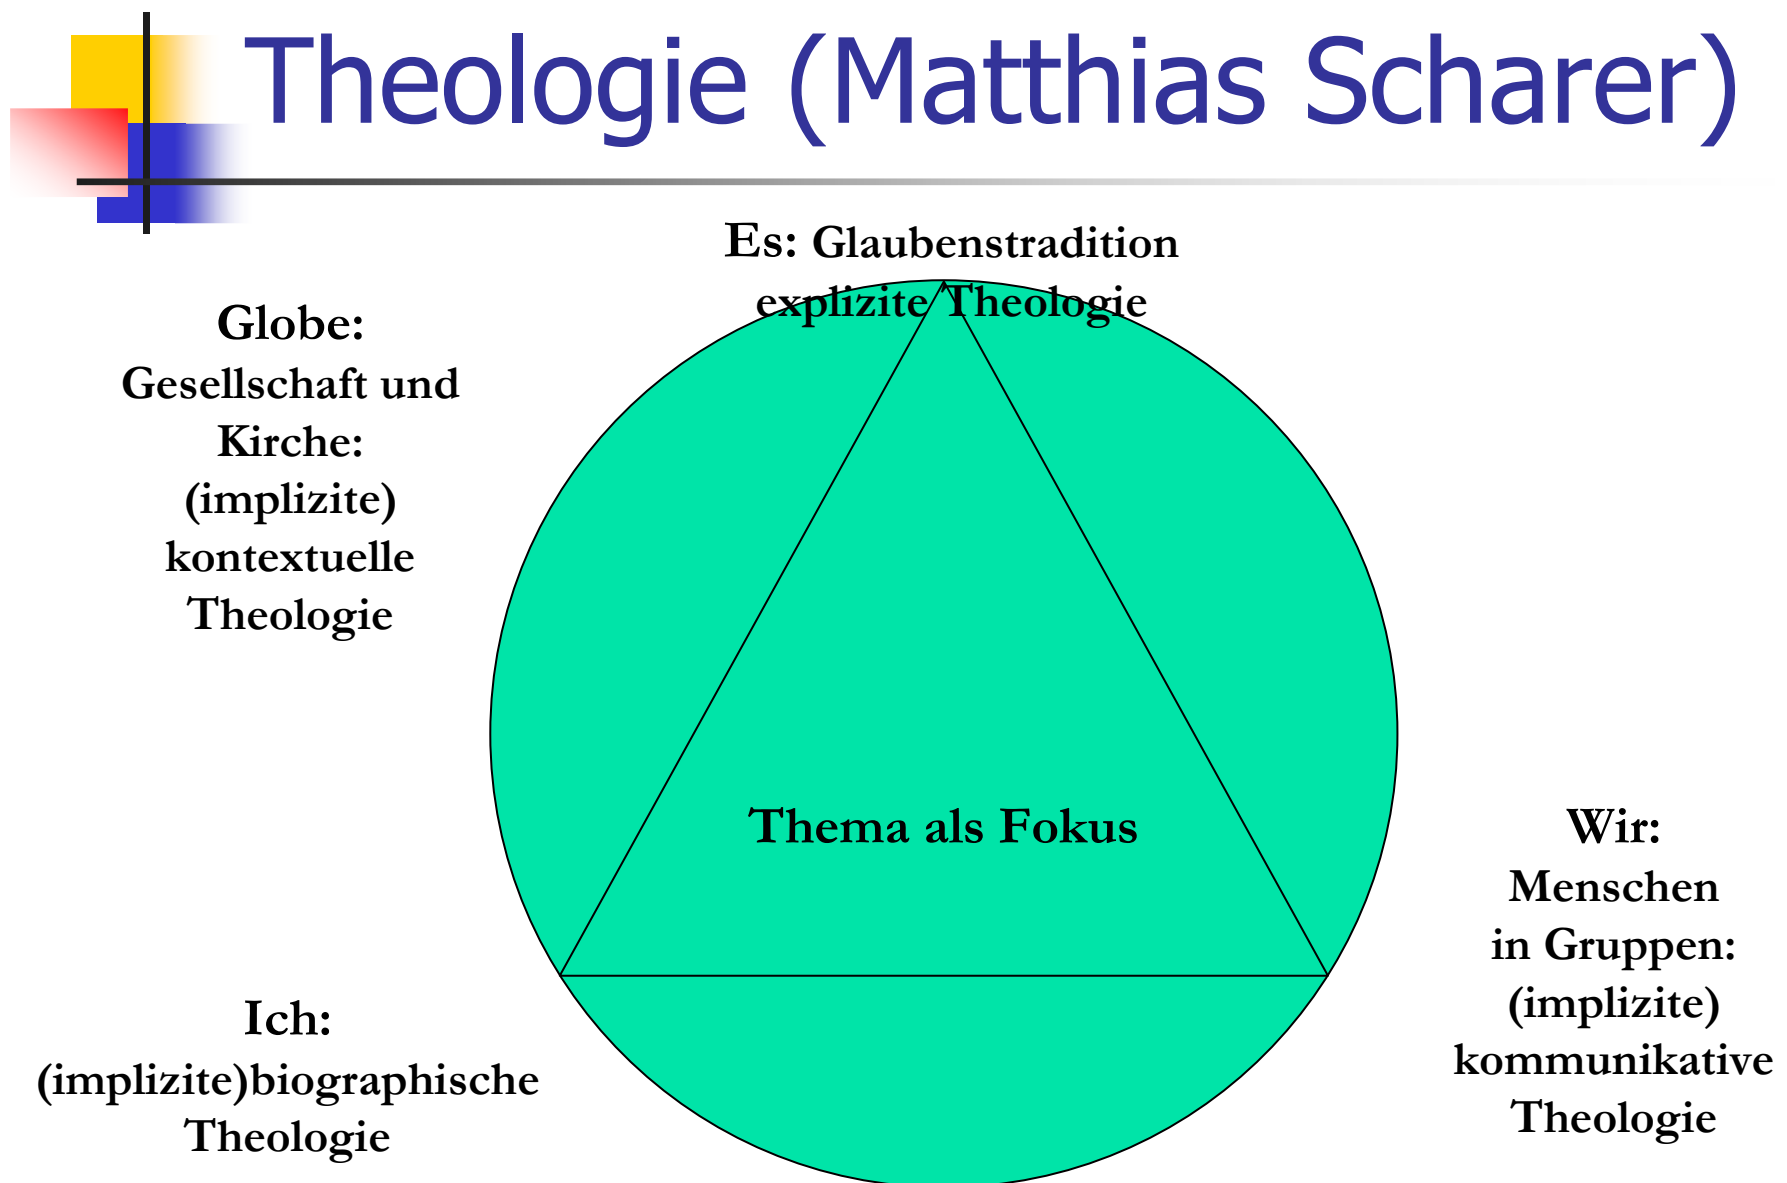 Theologie (Matthias Scharer)
Es: Glaubenstradition
explizite Theologie
Globe:
Gesellschaft und
Kirche:
(implizite)
kontextuelle
Theologie
Thema als Fokus
Wir:
Menschen
in Gruppen:
(implizite)
kommunikative
Theologie
Ich:
(implizite)biographische
Theologie